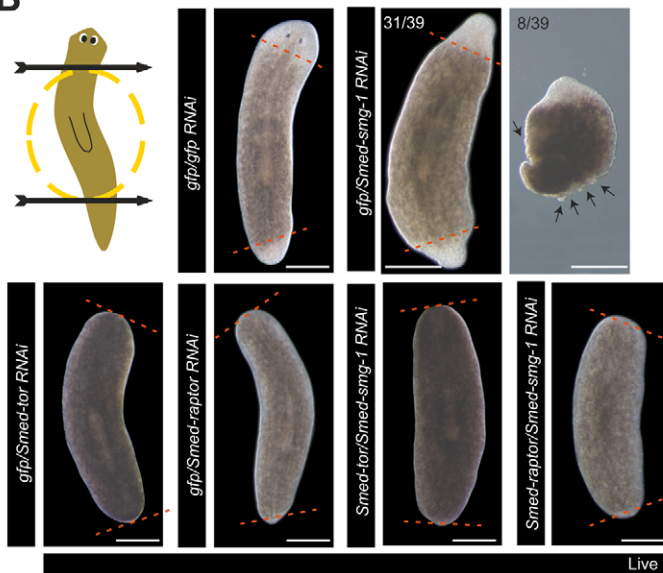 B
gfp/gfp RNAi
gfp/Smed-smg-1 RNAi
31/39
8/39
gfp/Smed-tor RNAi
gfp/Smed-raptor RNAi
Smed-tor/Smed-smg-1 RNAi
Smed-raptor/Smed-smg-1 RNAi
Live